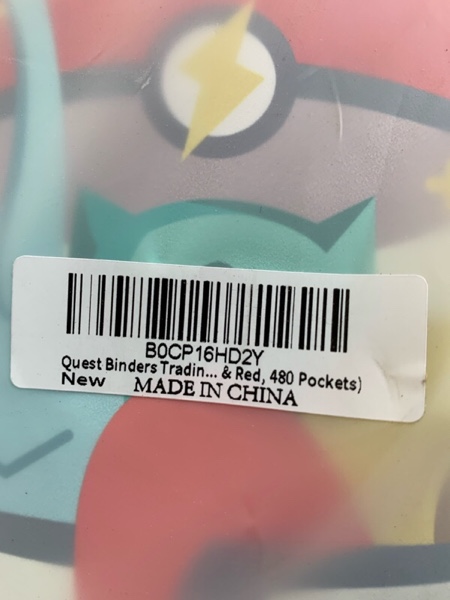 B0CP16HD2Y
Quest Binders Tradin... & Red, 480 Pockets)
New MADE IN CHINA